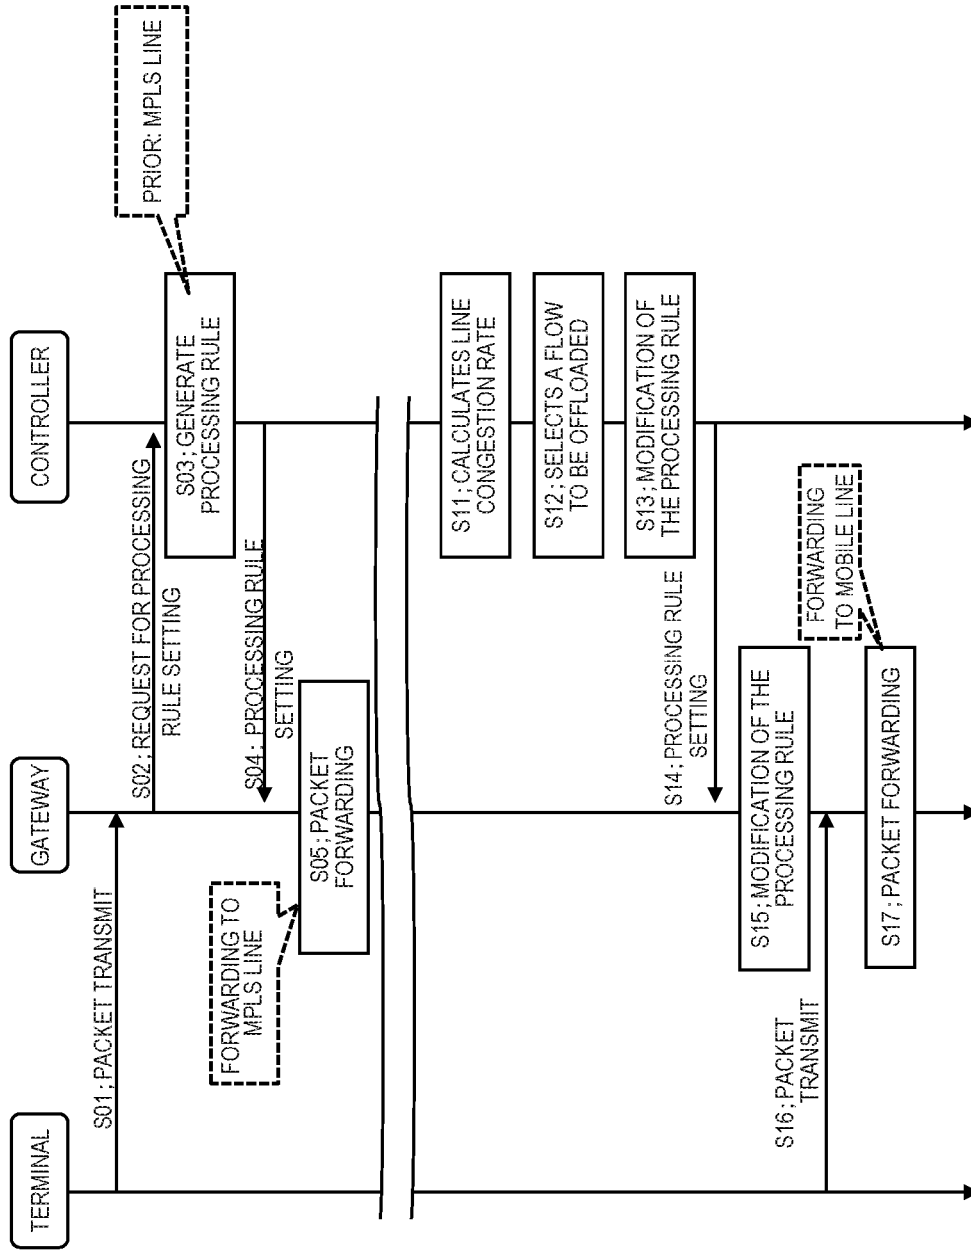 TERMINAL
GATEWAY
CONTROLLER
S01 ; PACKET TRANSMIT
S02 ; REQUEST FOR PROCESSING
RULE SETTING
PRIOR: MPLS LINE
S03 ; GENERATE
PROCESSING RULE
S04 ; PROCESSING RULE
SETTING
FORWARDING TO
MPLS LINE
S05 ; PACKET
FORWARDING
S11 ; CALCULATES LINE
CONGESTION RATE
S12 ; SELECTS A FLOW
TO BE OFFLOADED
S13 ; MODIFICATION OF
THE PROCESSING RULE
S14 ; PROCESSING RULE
SETTING
S15 ; MODIFICATION OF THE
PROCESSING RULE
S16 ; PACKET
TRANSMIT
FORWARDING
TO MOBILE LINE
S17 ; PACKET FORWARDING